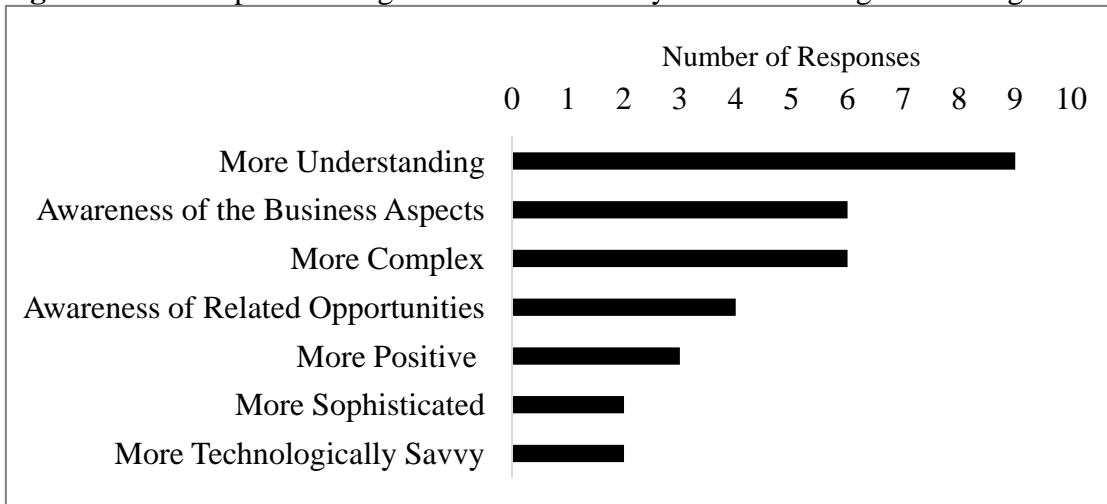 Number of Responses
0 1 2 3 4 5 6 7 8 9 10
More Understanding
Awareness of the Business Aspects
More Complex
Awareness of Related Opportunities
More Positive
More Sophisticated
More Technologically Savvy